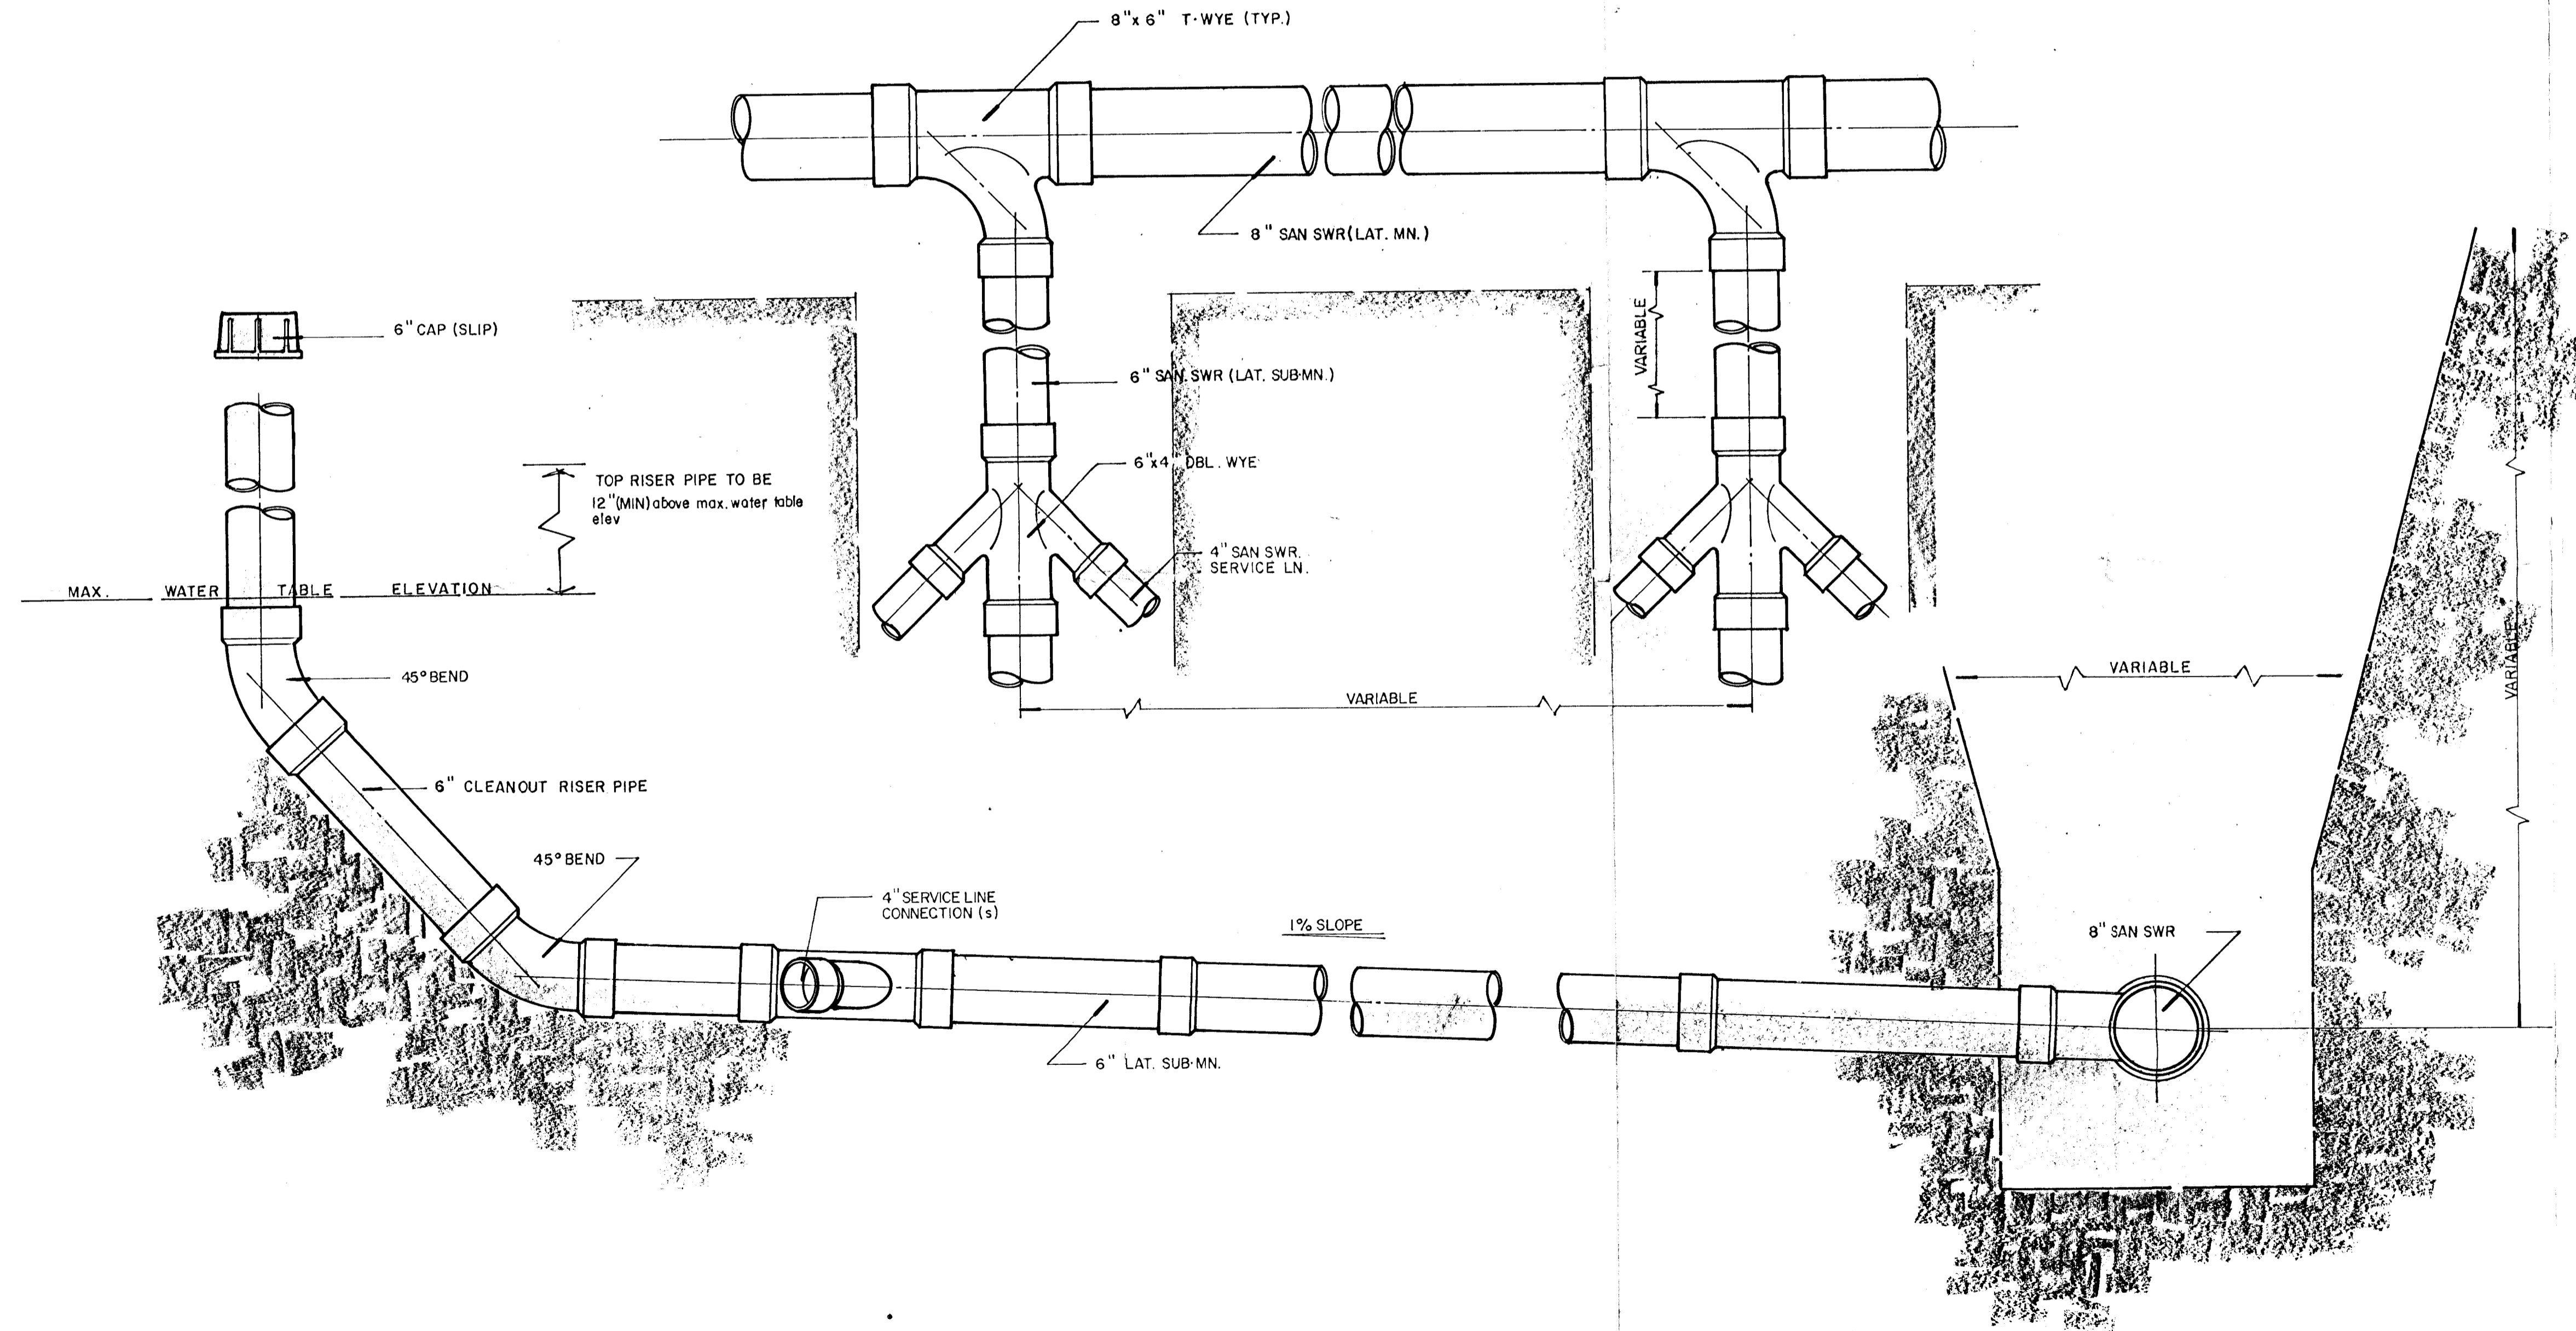 8"x 6" T·WYE (TYP.)
8" SAN SWR (LAT. MN.)
6" CAP (SLIP)
VARIABLE
6" SAN. SWR (LAT. SUB·MN.)
6"x4" DBL. WYE
TOP RISER PIPE TO BE
12" (MIN) above max. water table
elev
4" SAN SWR.
SERVICE LN.
MAX. WATER TABLE ELEVATION
45° BEND
VARIABLE
VARIABLE
VARIABLE
6" CLEANOUT RISER PIPE
45° BEND
4" SERVICE LINE
CONNECTION (s)
1% SLOPE
8" SAN SWR
6" LAT. SUB·MN.